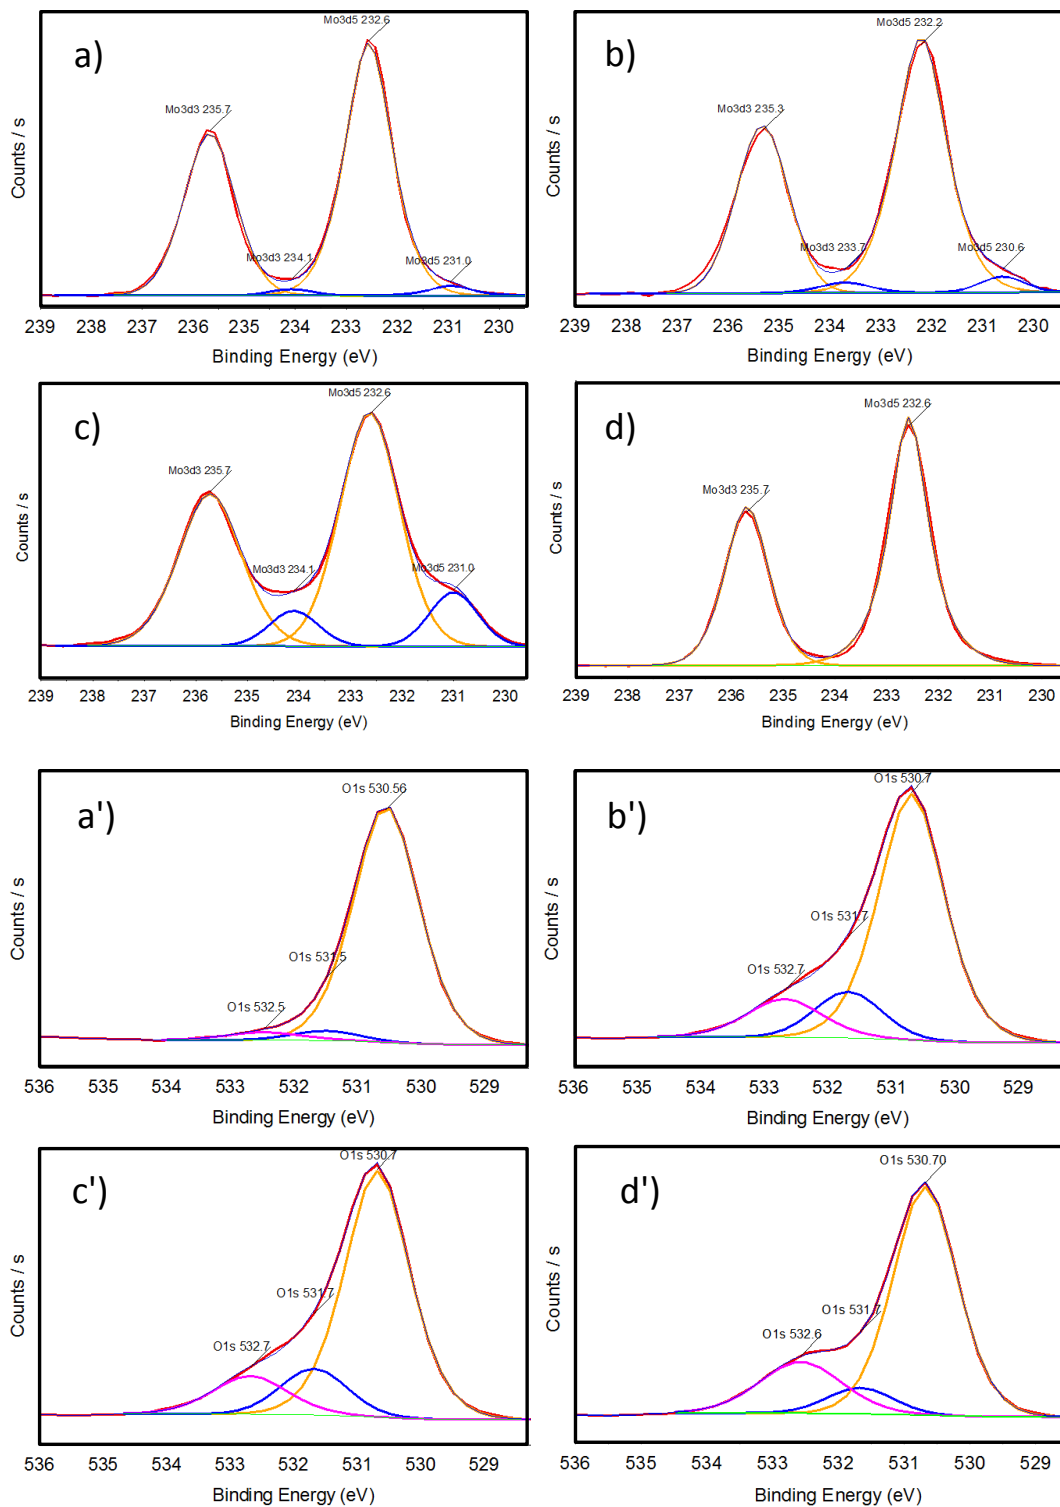 a)
Mo3d5 232.6
Mo3d3 235.7
Mo3d3 234.1
Mo3d5 231.0
Counts / s
239 237 236 235 234 233 232 231 230
Binding Energy (eV)
b)
Mo3d5 232.2
Mo3d3 235.3
Mo3d3 233.7
Mo3d5 230.6
Counts / s
239 237 236 235 234 233 232 231 230
Binding Energy (eV)
c)
Mo3d5 232.6
Mo3d3 235.7
Mo3d3 234.1
Mo3d5 231.0
Counts / s
239 237 236 235 234 233 232 231 230
Binding Energy (eV)
d)
Mo3d5 232.6
Mo3d3 235.7
Counts / s
239 237 236 235 234 233 232 231 230
Binding Energy (eV)
a')
O1s 530.56
O1s 531.5
O1s 532.5
Counts / s
536 534 533 532 531 530 529
Binding Energy (eV)
b')
O1s 530.7
O1s 531.7
O1s 532.7
Counts / s
536 534 533 532 531 530 529
Binding Energy (eV)
c')
O1s 530.7
O1s 531.7
O1s 532.7
Counts / s
536 534 533 532 531 530 529
Binding Energy (eV)
d')
O1s 530.70
O1s 531.7
O1s 532.6
Counts / s
536 534 533 532 531 530 529
Binding Energy (eV)